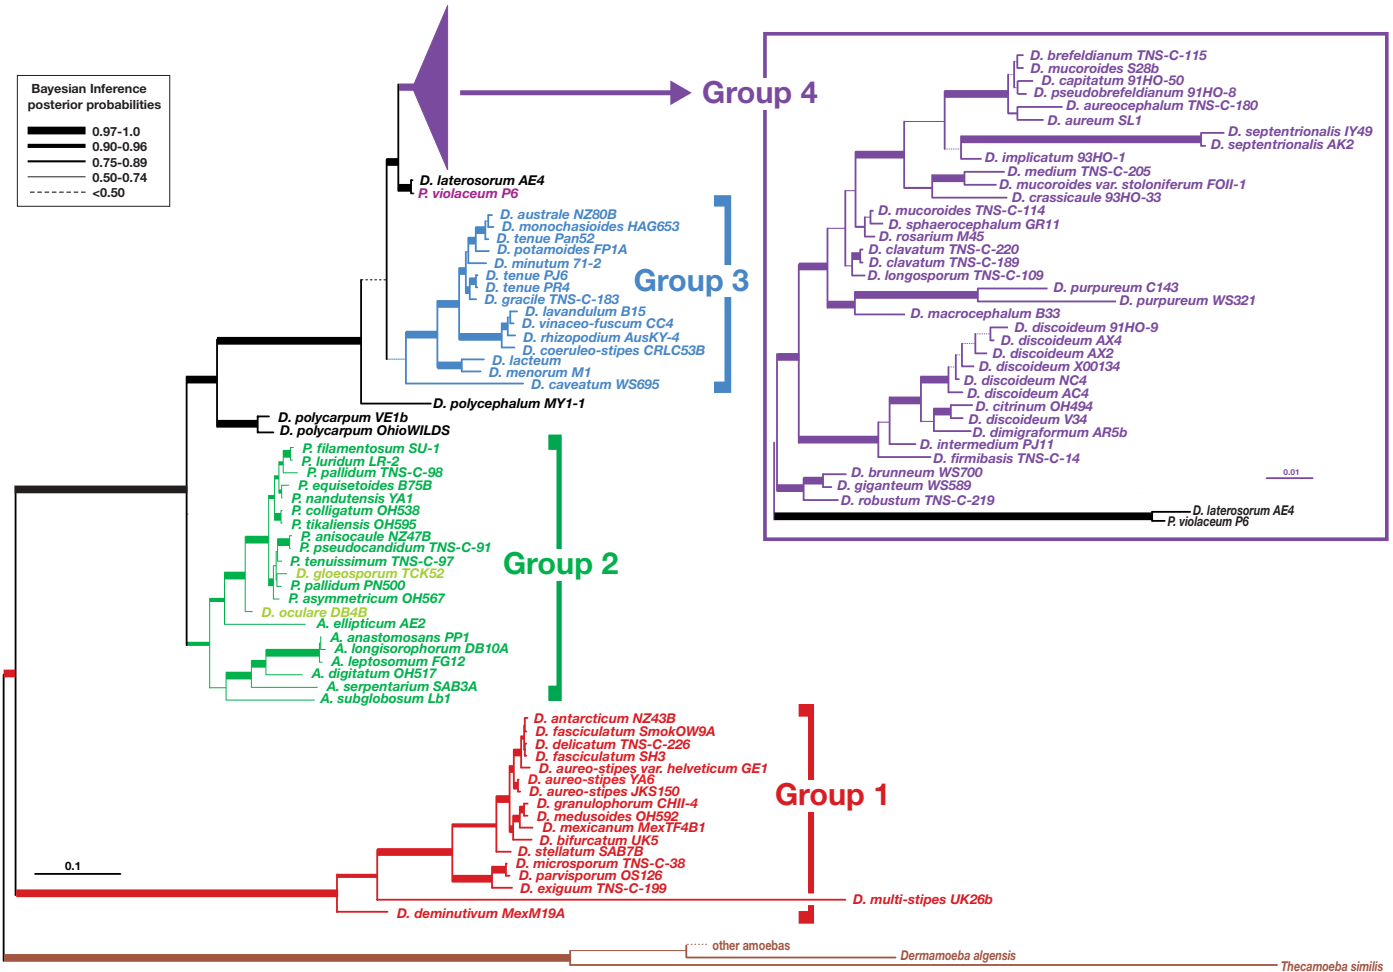 Bayesian Inference
posterior probabilities
0.97-1.0
0.90-0.96
0.75-0.89
0.50-0.74
<0.50
Group 4
D. laterosorum AE4
P. violaceum P6
D. australe NZ80B
D. monochasioides HAG653
D. tenue Pan52
D. potamoides FP1A
D. minutum 71-2
D. tenue PJ6
D. tenue PR4
D. gracile TNS-C-183
D. lavandulum B15
D. vinaceo-fuscum CC4
D. rhizopodium AusKY-4
D. coeruleo-stipes CRLC53B
D. lacteum
D. menorum M1
D. caveatum WS695
Group 3
D. polycephalum MY1-1
D. polycarpum VE1b
D. polycarpum OhioWILDS
P. filamentosum SU-1
P. luridum LR-2
P. pallidum TNS-C-98
P. equisetoides B75B
P. nandutensis YA1
P. colligatum OH538
P. tikaliensis OH595
P. anisocaule NZ47B
P. pseudocandidum TNS-C-91
P. tenuissimum TNS-C-97
D. gloeosporum TCK52
P. pallidum PN500
P. asymmetricum OH567
D. oculare DB4B
A. ellipticum AE2
A. anastomosans PP1
A. longisorophorum DB10A
A. leptosomum FG12
A. digitatum OH517
A. serpentarium SAB3A
A. subglobosum Lb1
Group 2
D. antarcticum NZ43B
D. fasciculatum SmokOW9A
D. delicatum TNS-C-226
D. fasciculatum SH3
D. aureo-stipes var. helveticum GE1
D. aureo-stipes YA6
D. aureo-stipes JKS150
D. granulophorum CHII-4
D. medusoides OH592
D. mexicanum MexTF4B1
D. bifurcatum UK5
D. stellatum SAB7B
D. microsporum TNS-C-38
D. parvisporum OS126
D. exiguum TNS-C-199
D. multi-stipes UK26b
D. deminutivum MexM19A
Group 1
0.1
other amoebas
Dermamoeba algensis
Thecamoeba similis
D. brefeldianum TNS-C-115
D. mucoroides S28b
D. capitatum 91HO-50
D. pseudobrefeldianum 91HO-8
D. aureocephalum TNS-C-180
D. aureum SL1
D. septentrionalis IY49
D. septentrionalis AK2
D. implicatum 93HO-1
D. medium TNS-C-205
D. mucoroides var. stoloniferum FOII-1
D. crassicaule 93HO-33
D. mucoroides TNS-C-114
D. sphaerocephalum GR11
D. rosarium M45
D. clavatum TNS-C-220
D. clavatum TNS-C-189
D. longosporum TNS-C-109
D. purpureum C143
D. purpureum WS321
D. macrocephalum B33
D. discoideum 91HO-9
D. discoideum AX4
D. discoideum AX2
D. discoideum X00134
D. discoideum NC4
D. discoideum AC4
D. citrinum OH494
D. discoideum V34
D. dimigraformum AR5b
D. intermedium PJ11
D. firmibasis TNS-C-14
D. brunneum WS700
D. giganteum WS589
D. robustum TNS-C-219
D. laterosorum AE4
P. violaceum P6
0.01